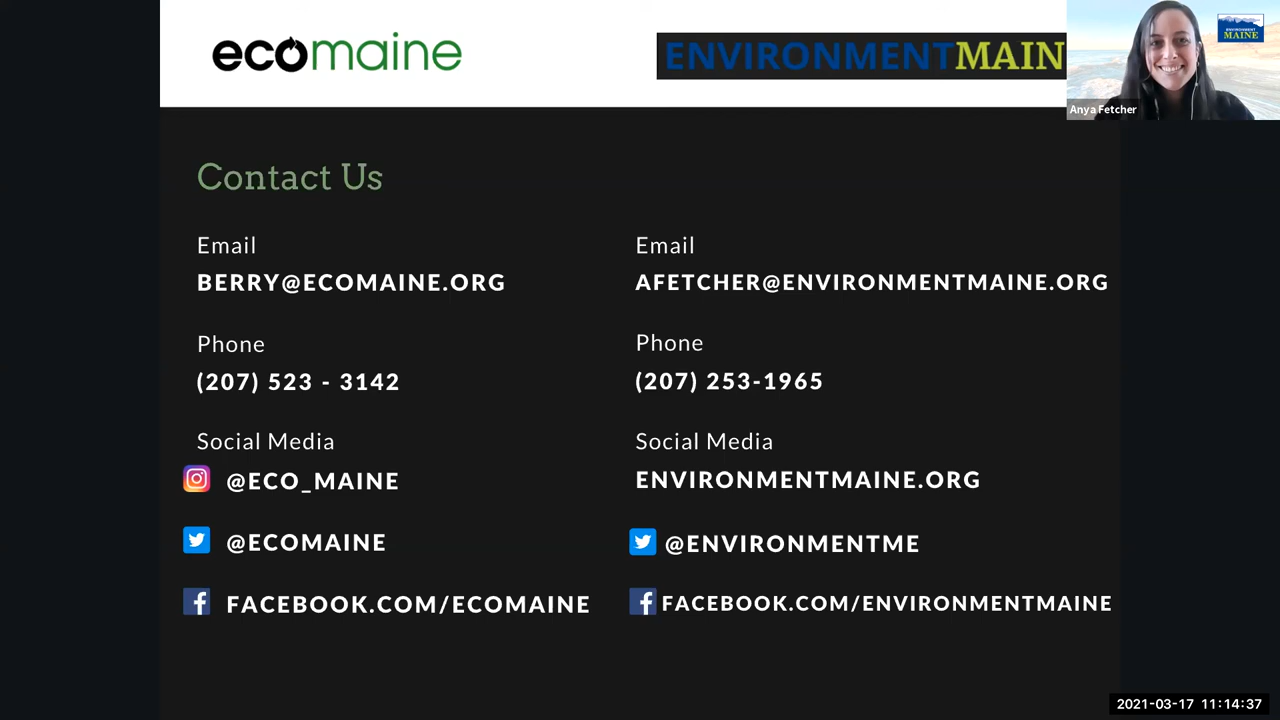 ecomaine
ENVIRONMENTMAIN
ENVIRONMENT
MAINE
Anya Fetcher
Contact Us
Email
BERRY@ECOMAINE.ORG
Phone
(207) 523 - 3142
Social Media
@ECO_MAINE
@ECOMAINE
FACEBOOK.COM/ECOMAINE
Email
AFETCHER@ENVIRONMENTMAINE.ORG
Phone
(207) 253-1965
Social Media
ENVIRONMENTMAINE.ORG
@ENVIRONMENTME
FACEBOOK.COM/ENVIRONMENTMAINE
2021-03-17 11:14:37